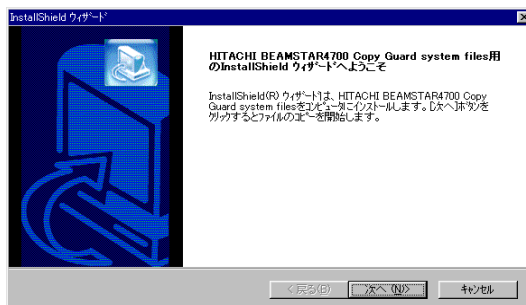 InstallShield ウィザード
HITACHI BEAMSTAR4700 Copy Guard system files用
のInstallShield ウィザードへようこそ
InstallShield(R) ウィザードは、HITACHI BEAMSTAR4700 Copy
Guard system filesをコンピュータにインストールします。[次へ]ボタンを
クリックするとファイルのコピーを開始します。
< 戻る(B)
次へ (N)>
キャンセル